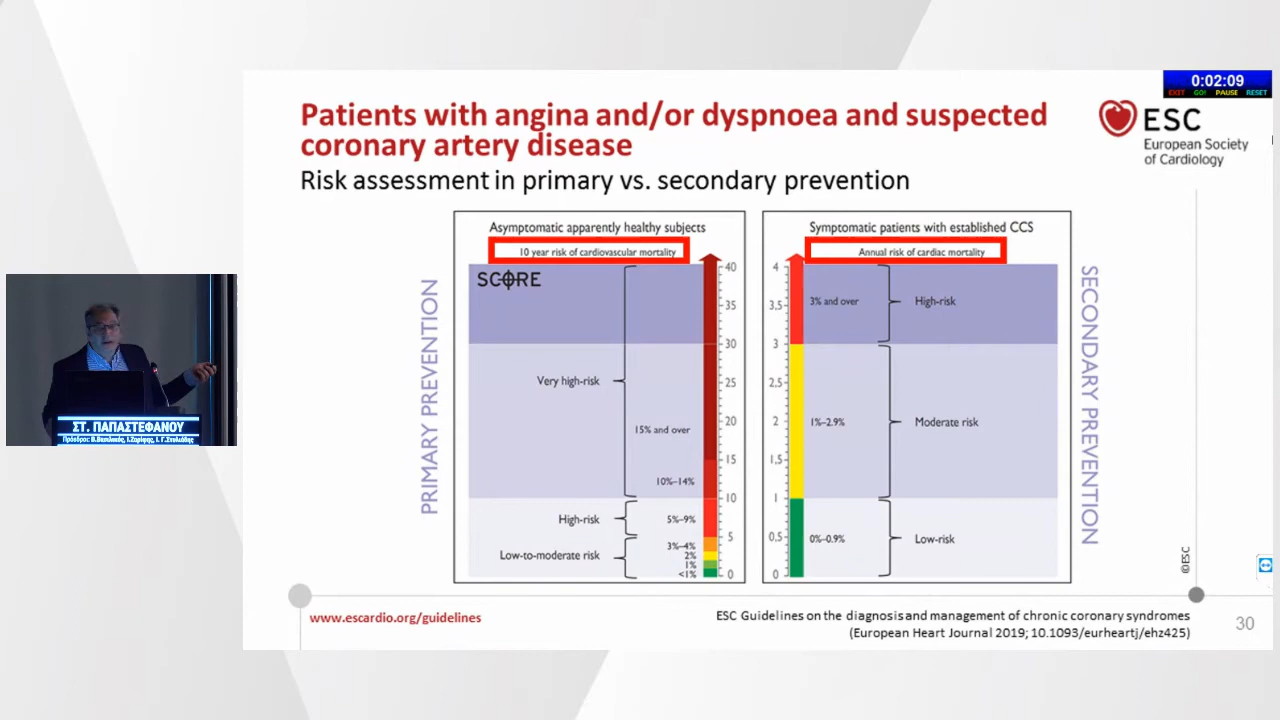 0:02:09
EXIT GO! PAUSE RESET
Patients with angina and/or dyspnoea and suspected
coronary artery disease
Risk assessment in primary vs. secondary prevention
ESC
European Society
of Cardiology
PRIMARY PREVENTION
Asymptomatic apparently healthy subjects
10 year risk of cardiovascular mortality
SCORE
40
35
30
Very high-risk
25
20
15% and over
15
10%–14%
10
High-risk
5%–9%
5
Low-to-moderate risk
3%–4%
2%
1%
<1%
0
Symptomatic patients with established CCS
Annual risk of cardiac mortality
4
3,5
3% and over
High-risk
3
2,5
2
1%–2.9%
Moderate risk
1,5
1
0,5
0%–0.9%
Low-risk
0
SECONDARY PREVENTION
©ESC
ΣΤ. ΠΑΠΑΣΤΕΦΑΝΟΥ
Πρόεδροι: Β.Βασιλικός, Ι.Ζαρίφης, Ι. Γ.Στυλιάδης
www.escardio.org/guidelines
ESC Guidelines on the diagnosis and management of chronic coronary syndromes
(European Heart Journal 2019; 10.1093/eurheartj/ehz425)
30